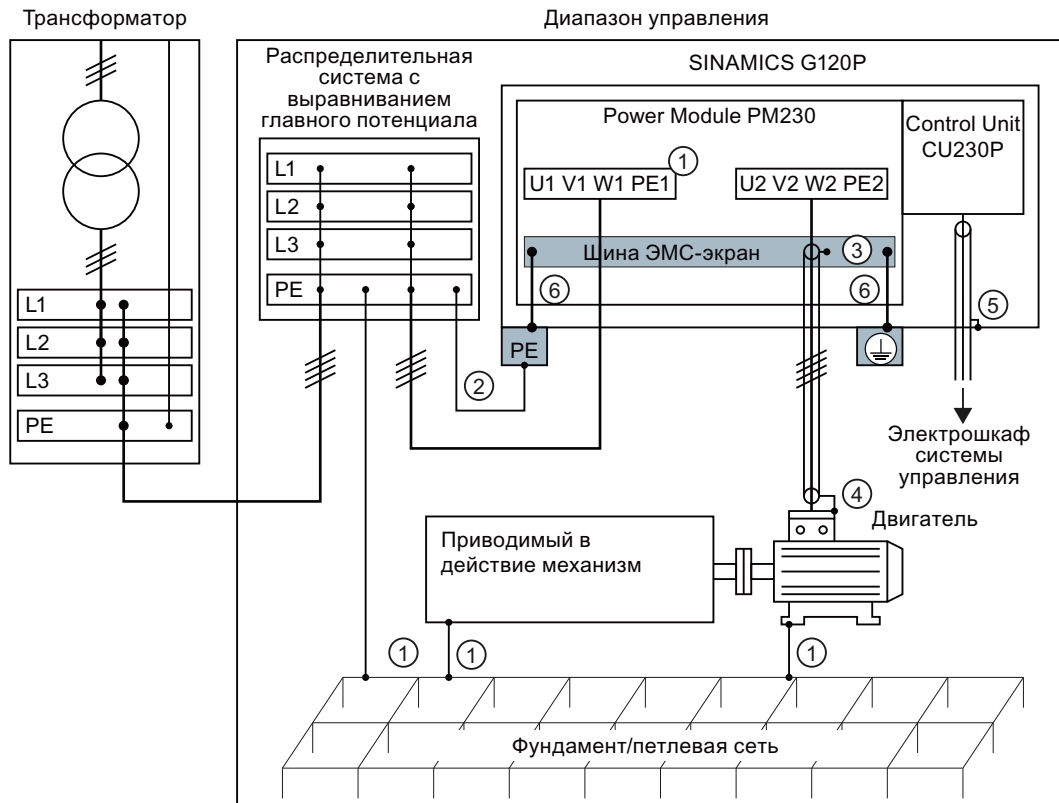 Трансформатор
Диапазон управления
Распределительная
система с
выравниванием
главного потенциала
SINAMICS G120P
Power Module PM230
Control Unit
CU230P
L1
L2
L3
PE
1
U1 V1 W1 PE1
U2 V2 W2 PE2
Шина ЭМС-экран
3
6
6
5
L1
L2
L3
PE
PE
2
Электрошкаф
системы
управления
4
Двигатель
Приводимый в
действие механизм
1
1
1
Фундамент/петлевая сеть